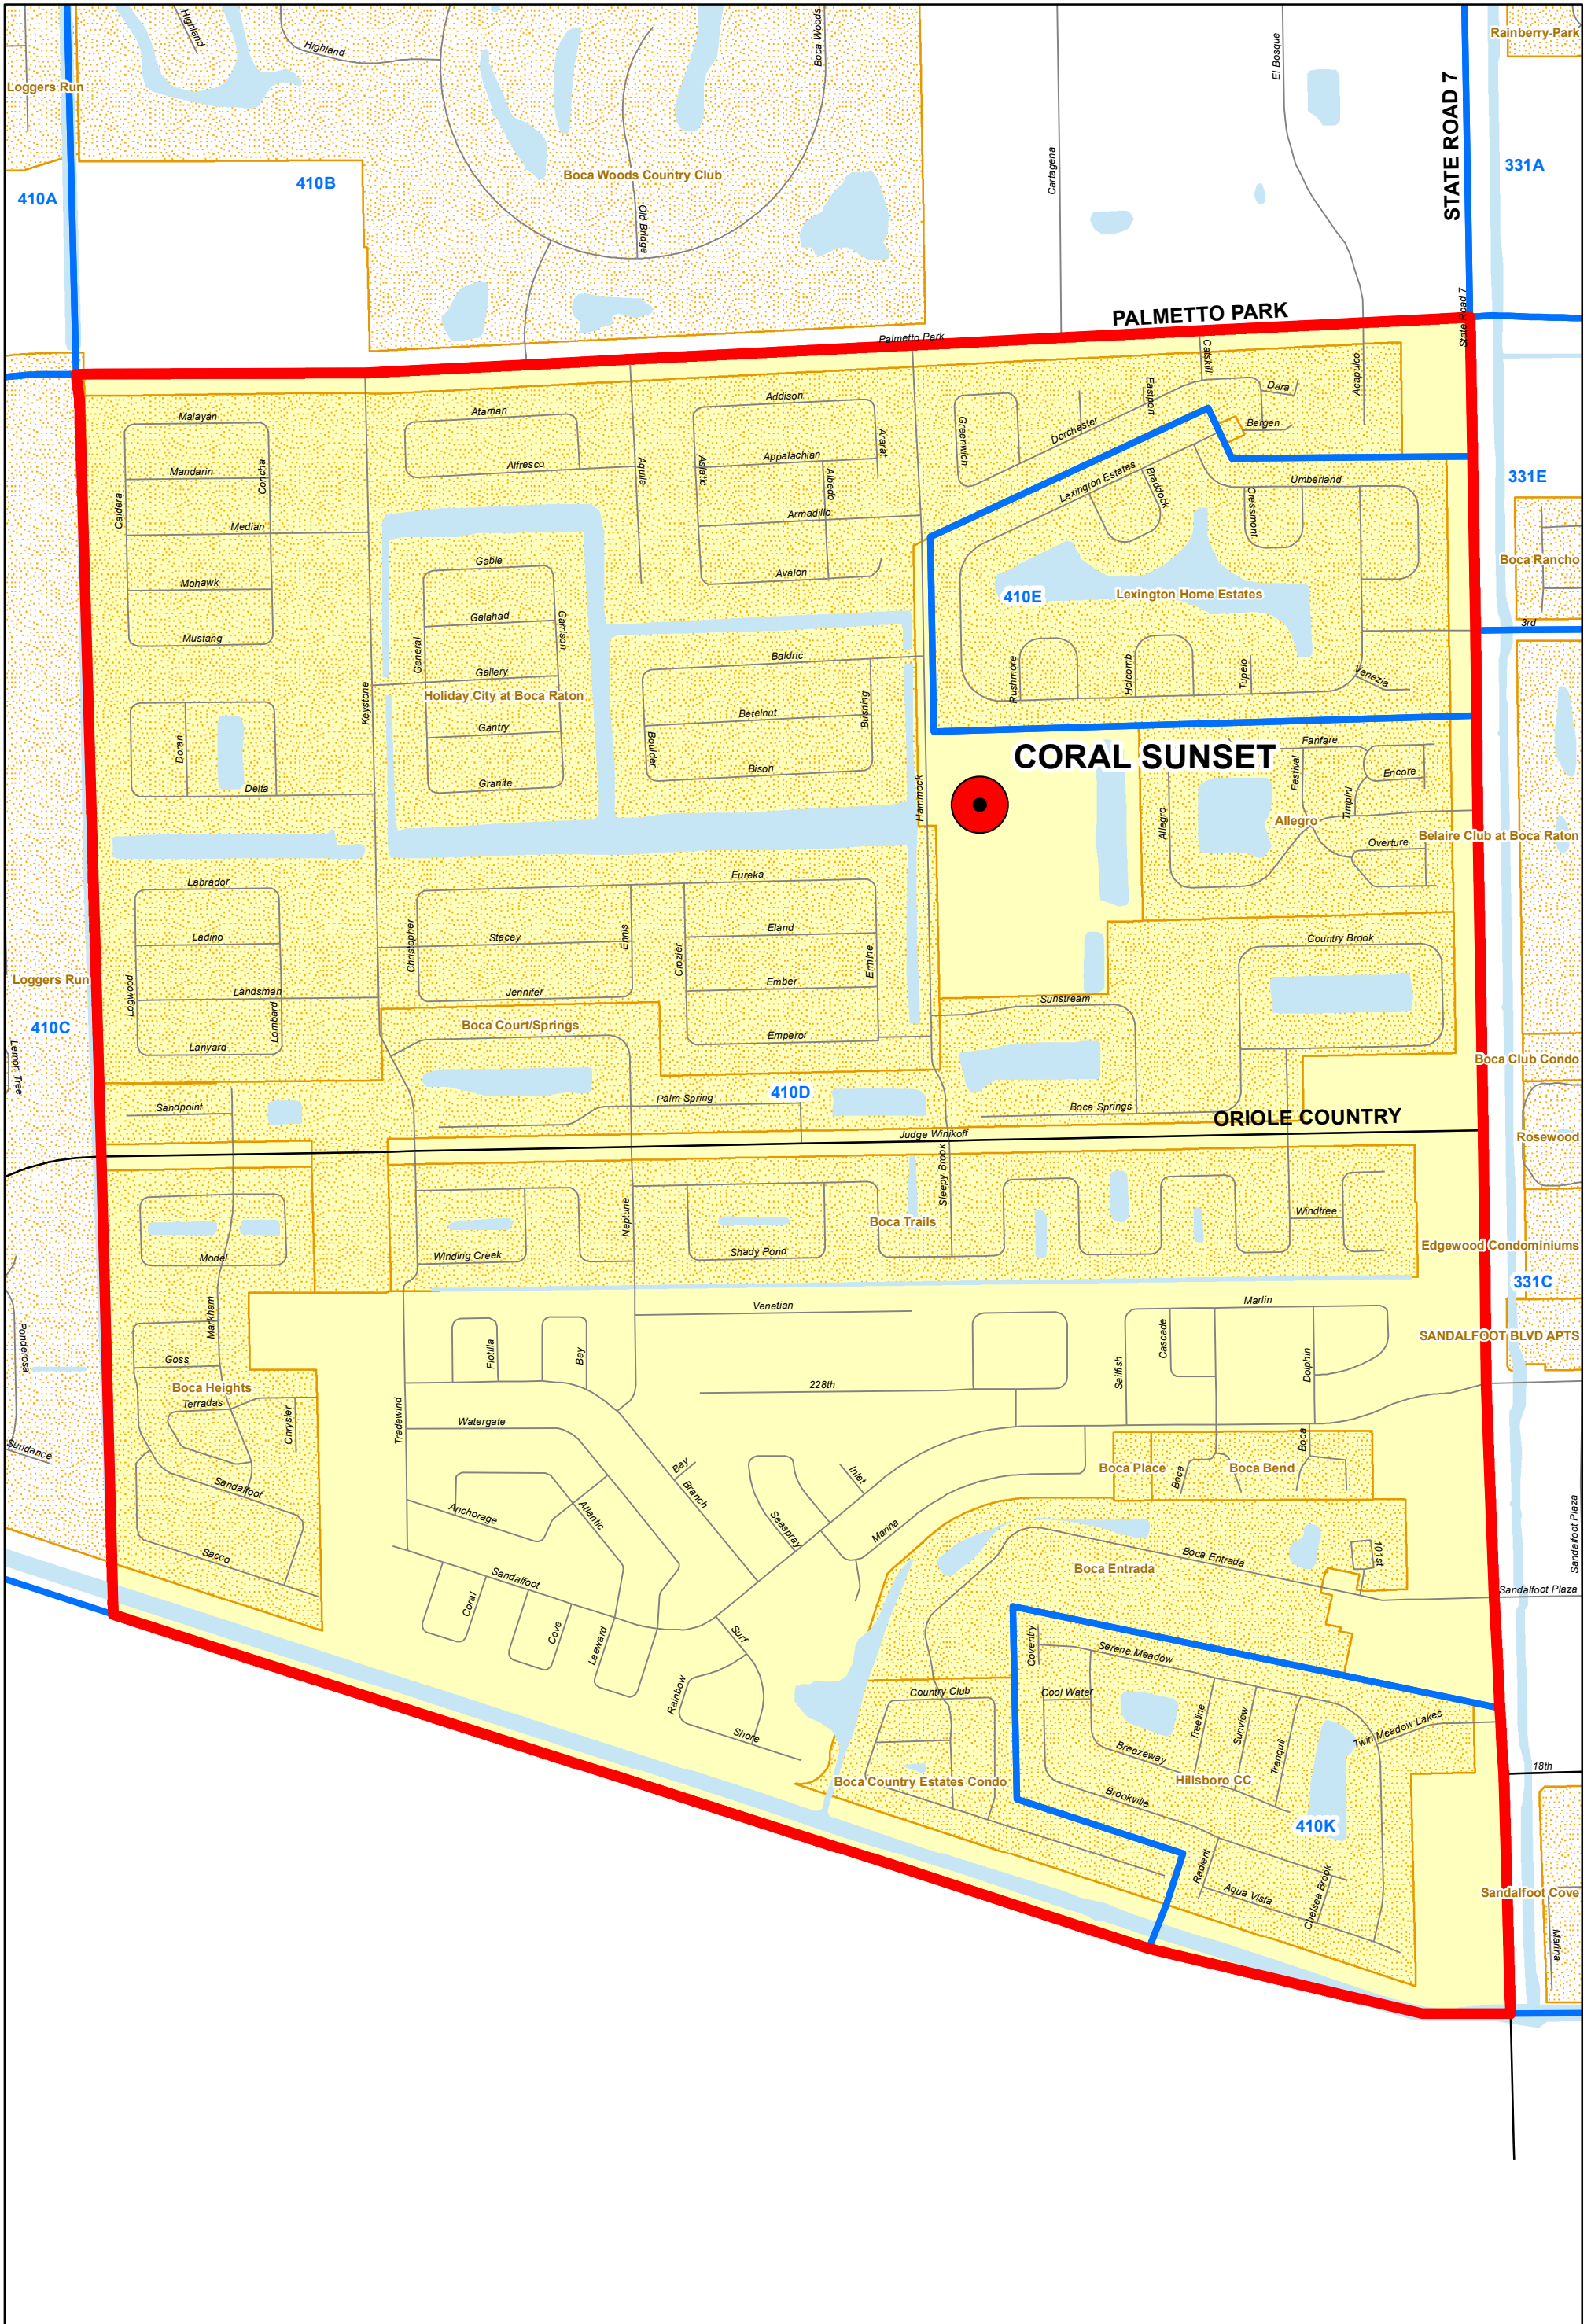 Highland
Highland
Boca Woods
El Bosque
Rainberry Park
Loggers Run
STATE ROAD 7
Boca Woods Country Club
Cartagena
331A
410A
410B
Old Bridge
State Road 7
PALMETTO PARK
Palmetto Park
Catskill
Acapulco
Eastport
Dara
Malayan
Ataman
Addison
Greenwich
Dorchester
Bergen
Ararat
Mandarin
Concha
Alfresco
Aquila
Asiatic
Appalachian
Albedo
Lexington Estates
Braddock
Umberland
331E
Caldera
Median
Armadillo
Cressmont
Gable
Avalon
Boca Rancho
Mohawk
410E
Lexington Home Estates
Galahad
Garrison
3rd
Mustang
General
Baldric
Gallery
Rushmore
Holcomb
Tupelo
Venezia
Keystone
Holiday City at Boca Raton
Bushing
Betelnut
Gantry
Doran
Boulder
CORAL SUNSET
Fanfare
Bison
Festival
Encore
Delta
Granite
Hammock
Timpini
Allegro
Allegro
Belaire Club at Boca Raton
Overture
Labrador
Eureka
Ladino
Christopher
Stacey
Ennis
Eland
Country Brook
Crozier
Ermine
Loggers Run
Logwood
Landsman
Jennifer
Ember
Sunstream
Lombard
410C
Boca Court/Springs
Emperor
Lanyard
Lemon Tree
Boca Club Condo
410D
Sandpoint
Palm Spring
Boca Springs
ORIOLE COUNTRY
Judge Winikoff
Rosewood
Sleepy Brook
Neptune
Boca Trails
Windtree
Model
Winding Creek
Shady Pond
Edgewood Condominiums
331C
Markham
Venetian
Marlin
Ponderosa
Flotilla
Bay
Cascade
SANDALFOOT BLVD APTS
Goss
Sailfish
Dolphin
Boca Heights
228th
Terradas
Chrysler
Tradewind
Watergate
Sundance
Boca
Bay
Inlet
Boca Place
Boca
Boca Bend
Sandalfoot
Branch
Anchorage
Atlantic
Seaspray
Marina
Sandalfoot Plaza
Sacco
Boca Entrada
101st
Boca Entrada
Sandalfoot
Sandalfoot Plaza
Coral
Cove
Leeward
Surf
Coventry
Serene Meadow
Rainbow
Country Club
Cool Water
Treeline
Sunview
Shore
Breezeway
Tranquil
Twin Meadow Lakes
18th
Boca Country Estates Condo
Hillsboro CC
Brookville
410K
Radient
Aqua Vista
Chelsea Brook
Sandalfoot Cove
Marina